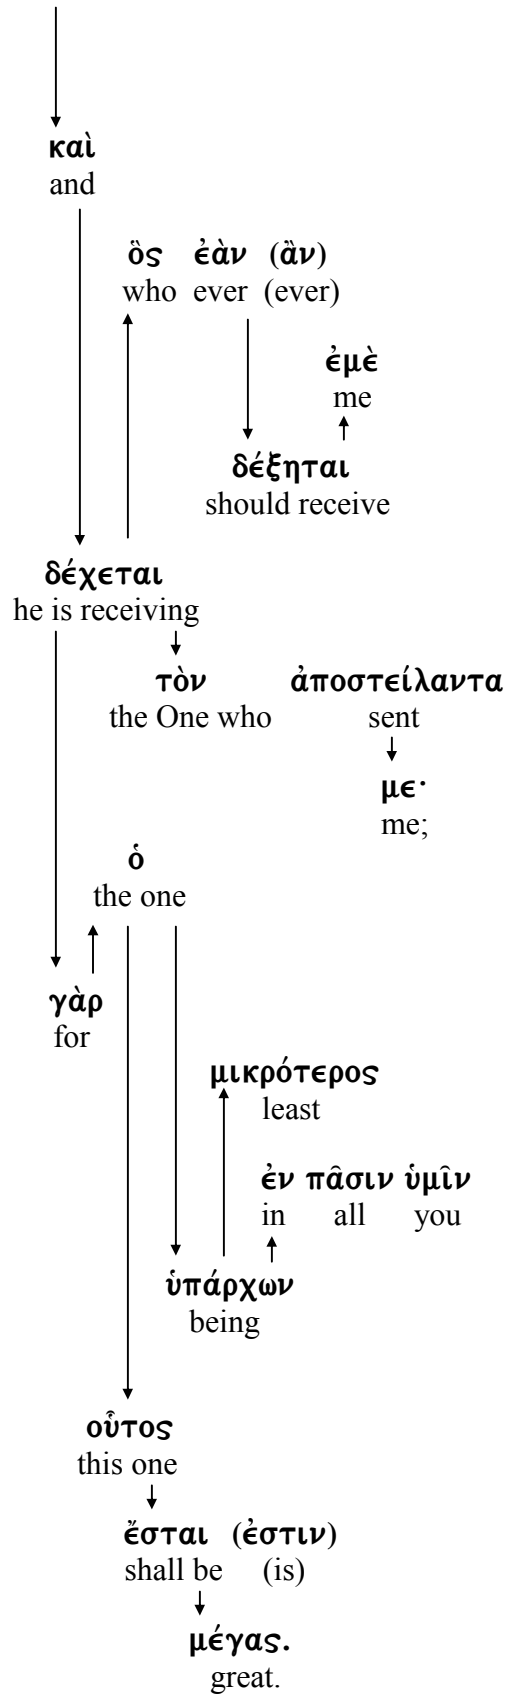 καὶ
and
ὃς ἐὰν (ἂν)
who ever (ever)
ἐμὲ
me
δέξηται
should receive
δέχεται
he is receiving
τὸν ἀποστείλαντα
the One who sent
με·
me;
ὁ
the one
γὰρ
for
μικρότερος
least
ἐν πᾶσιν ὑμῖν
in all you
ὑπάρχων
being
οὗτος
this one
ἔσται (ἐστιν)
shall be (is)
μέγας.
great.